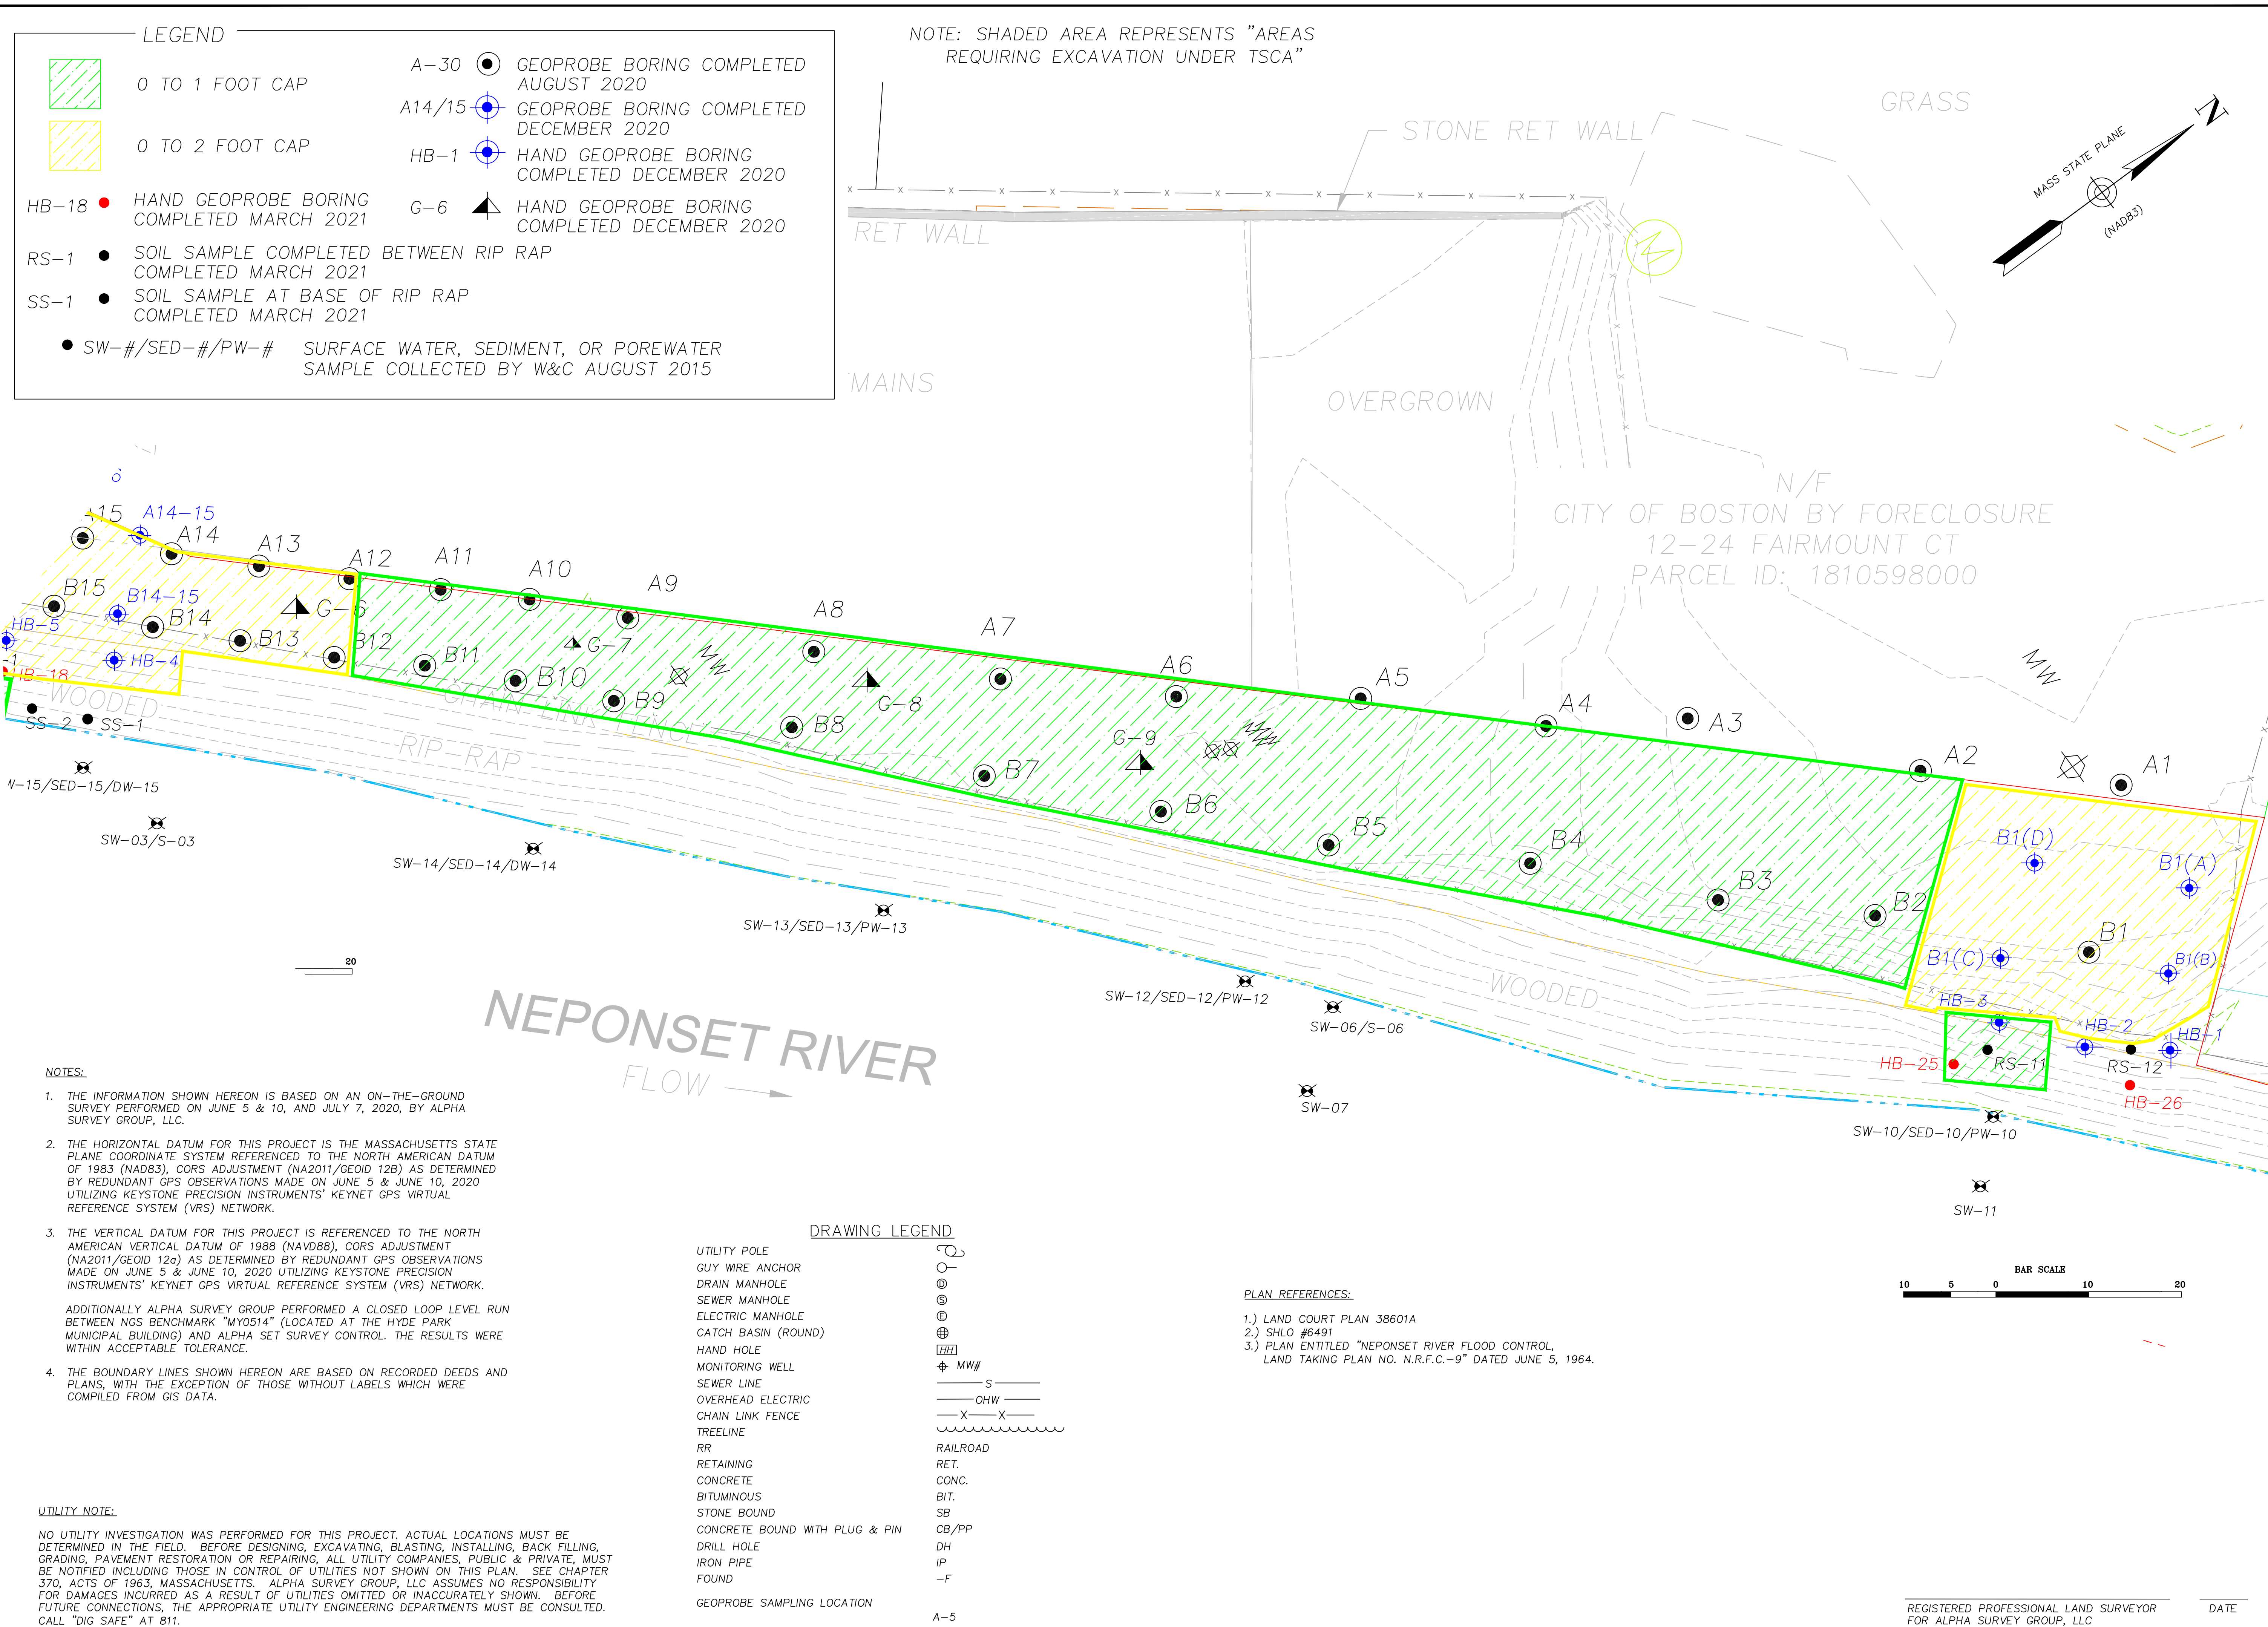 LEGEND
0 TO 1 FOOT CAP
0 TO 2 FOOT CAP
HB-18 HAND GEOPROBE BORING
COMPLETED MARCH 2021
RS-1 SOIL SAMPLE COMPLETED BETWEEN RIP RAP
COMPLETED MARCH 2021
SS-1 SOIL SAMPLE AT BASE OF RIP RAP
COMPLETED MARCH 2021
SW-#/SED-#/PW-# SURFACE WATER, SEDIMENT, OR POREWATER
SAMPLE COLLECTED BY W&C AUGUST 2015
A-30 GEOPROBE BORING COMPLETED
AUGUST 2020
A14/15 GEOPROBE BORING COMPLETED
DECEMBER 2020
HB-1 HAND GEOPROBE BORING
COMPLETED DECEMBER 2020
G-6 HAND GEOPROBE BORING
COMPLETED DECEMBER 2020
NOTE: SHADED AREA REPRESENTS "AREAS
REQUIRING EXCAVATION UNDER TSCA"
STONE RET WALL
GRASS
MASS STATE PLANE
N
(NAD83)
RET WALL
MAINS
OVERGROWN
N/F
CITY OF BOSTON BY FORECLOSURE
12-24 FAIRMOUNT CT
PARCEL ID: 1810598000
A15
A14-15
A14
A13
A12
A11
A10
A9
A8
A7
A6
A5
A4
A3
A2
A1
B15
B14-15
B14
B13
B12
B11
B10
B9
B8
B7
B6
B5
B4
B3
B2
B1
B1(D)
B1(A)
B1(C)
B1(B)
G-6
G-7
G-8
G-9
MW
MW
MW
HB-5
HB-4
HB-18
HB-3
HB-2
HB-1
HB-25
HB-26
RS-11
RS-12
WOODED
SS-2
SS-1
CHAIN LINK FENCE
RIP-RAP
WOODED
W-15/SED-15/DW-15
SW-03/S-03
SW-14/SED-14/DW-14
SW-13/SED-13/PW-13
SW-12/SED-12/PW-12
SW-06/S-06
SW-07
SW-10/SED-10/PW-10
SW-11
20
NEPONSET RIVER
FLOW
NOTES:
1. THE INFORMATION SHOWN HEREON IS BASED ON AN ON-THE-GROUND
SURVEY PERFORMED ON JUNE 5 & 10, AND JULY 7, 2020, BY ALPHA
SURVEY GROUP, LLC.
2. THE HORIZONTAL DATUM FOR THIS PROJECT IS THE MASSACHUSETTS STATE
PLANE COORDINATE SYSTEM REFERENCED TO THE NORTH AMERICAN DATUM
OF 1983 (NAD83), CORS ADJUSTMENT (NA2011/GEOID 12B) AS DETERMINED
BY REDUNDANT GPS OBSERVATIONS MADE ON JUNE 5 & JUNE 10, 2020
UTILIZING KEYSTONE PRECISION INSTRUMENTS' KEYNET GPS VIRTUAL
REFERENCE SYSTEM (VRS) NETWORK.
3. THE VERTICAL DATUM FOR THIS PROJECT IS REFERENCED TO THE NORTH
AMERICAN VERTICAL DATUM OF 1988 (NAVD88), CORS ADJUSTMENT
(NA2011/GEOID 12a) AS DETERMINED BY REDUNDANT GPS OBSERVATIONS
MADE ON JUNE 5 & JUNE 10, 2020 UTILIZING KEYSTONE PRECISION
INSTRUMENTS' KEYNET GPS VIRTUAL REFERENCE SYSTEM (VRS) NETWORK.
ADDITIONALLY ALPHA SURVEY GROUP PERFORMED A CLOSED LOOP LEVEL RUN
BETWEEN NGS BENCHMARK "MY0514" (LOCATED AT THE HYDE PARK
MUNICIPAL BUILDING) AND ALPHA SET SURVEY CONTROL. THE RESULTS WERE
WITHIN ACCEPTABLE TOLERANCE.
4. THE BOUNDARY LINES SHOWN HEREON ARE BASED ON RECORDED DEEDS AND
PLANS, WITH THE EXCEPTION OF THOSE WITHOUT LABELS WHICH WERE
COMPILED FROM GIS DATA.
UTILITY NOTE:
NO UTILITY INVESTIGATION WAS PERFORMED FOR THIS PROJECT. ACTUAL LOCATIONS MUST BE
DETERMINED IN THE FIELD. BEFORE DESIGNING, EXCAVATING, BLASTING, INSTALLING, BACK FILLING,
GRADING, PAVEMENT RESTORATION OR REPAIRING, ALL UTILITY COMPANIES, PUBLIC & PRIVATE, MUST
BE NOTIFIED INCLUDING THOSE IN CONTROL OF UTILITIES NOT SHOWN ON THIS PLAN. SEE CHAPTER
370, ACTS OF 1963, MASSACHUSETTS. ALPHA SURVEY GROUP, LLC ASSUMES NO RESPONSIBILITY
FOR DAMAGES INCURRED AS A RESULT OF UTILITIES OMITTED OR INACCURATELY SHOWN. BEFORE
FUTURE CONNECTIONS, THE APPROPRIATE UTILITY ENGINEERING DEPARTMENTS MUST BE CONSULTED.
CALL "DIG SAFE" AT 811.
DRAWING LEGEND
UTILITY POLE
GUY WIRE ANCHOR
DRAIN MANHOLE D
SEWER MANHOLE S
ELECTRIC MANHOLE E
CATCH BASIN (ROUND)
HAND HOLE HH
MONITORING WELL MW#
SEWER LINE S
OVERHEAD ELECTRIC OHW
CHAIN LINK FENCE X X
TREELINE
RR RAILROAD
RETAINING RET.
CONCRETE CONC.
BITUMINOUS BIT.
STONE BOUND SB
CONCRETE BOUND WITH PLUG & PIN CB/PP
DRILL HOLE DH
IRON PIPE IP
FOUND -F
GEOPROBE SAMPLING LOCATION
A-5
PLAN REFERENCES:
1.) LAND COURT PLAN 38601A
2.) SHLO #6491
3.) PLAN ENTITLED "NEPONSET RIVER FLOOD CONTROL,
LAND TAKING PLAN NO. N.R.F.C.-9" DATED JUNE 5, 1964.
BAR SCALE
10 5 0 10 20
REGISTERED PROFESSIONAL LAND SURVEYOR DATE
FOR ALPHA SURVEY GROUP, LLC